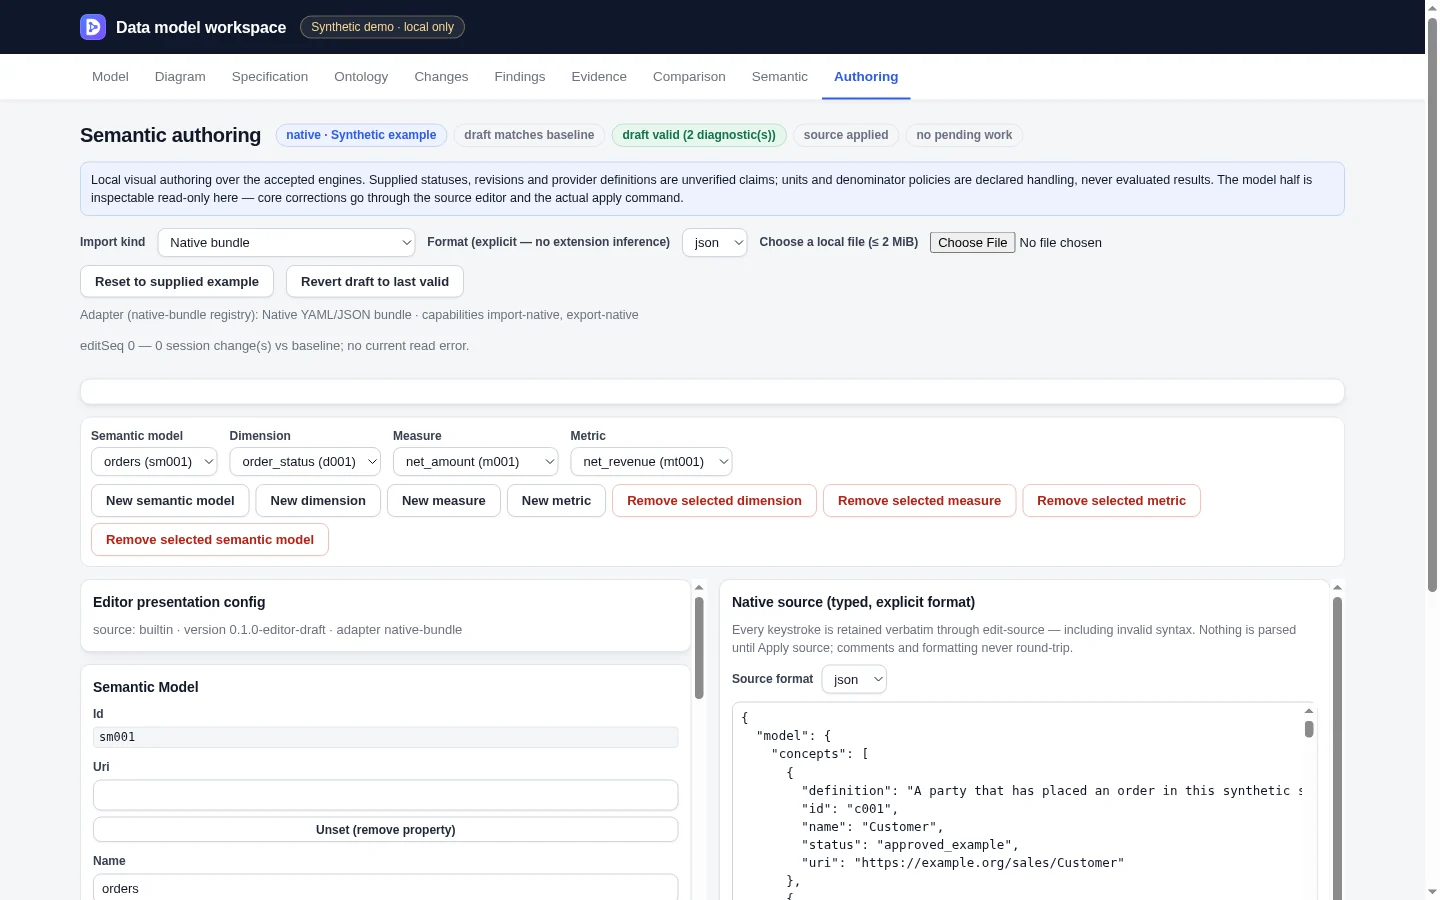 Data model workspace
Synthetic demo · local only
Model
Diagram
Specification
Ontology
Changes
Findings
Evidence
Comparison
Semantic
Authoring
Semantic authoring
native · Synthetic example
draft matches baseline
draft valid (2 diagnostic(s))
source applied
no pending work
Local visual authoring over the accepted engines. Supplied statuses, revisions and provider definitions are unverified claims; units and denominator policies are declared handling, never evaluated results. The model half is
inspectable read-only here — core corrections go through the source editor and the actual apply command.
Import kind
Native bundle
Format (explicit — no extension inference)
json
Choose a local file (≤ 2 MiB)
Choose File
No file chosen
Reset to supplied example
Revert draft to last valid
Adapter (native-bundle registry): Native YAML/JSON bundle · capabilities import-native, export-native
editSeq 0 — 0 session change(s) vs baseline; no current read error.
Semantic model
Dimension
Measure
Metric
orders (sm001)
order_status (d001)
net_amount (m001)
net_revenue (mt001)
New semantic model
New dimension
New measure
New metric
Remove selected dimension
Remove selected measure
Remove selected metric
Remove selected semantic model
Editor presentation config
source: builtin · version 0.1.0-editor-draft · adapter native-bundle
Semantic Model
Id
sm001
Uri
Unset (remove property)
Name
orders
Native source (typed, explicit format)
Every keystroke is retained verbatim through edit-source — including invalid syntax. Nothing is parsed
until Apply source; comments and formatting never round-trip.
Source format
json
{
"model": {
"concepts": [
{
"definition": "A party that has placed an order in this synthetic s
"id": "c001",
"name": "Customer",
"status": "approved_example",
"uri": "https://example.org/sales/Customer"
},
{